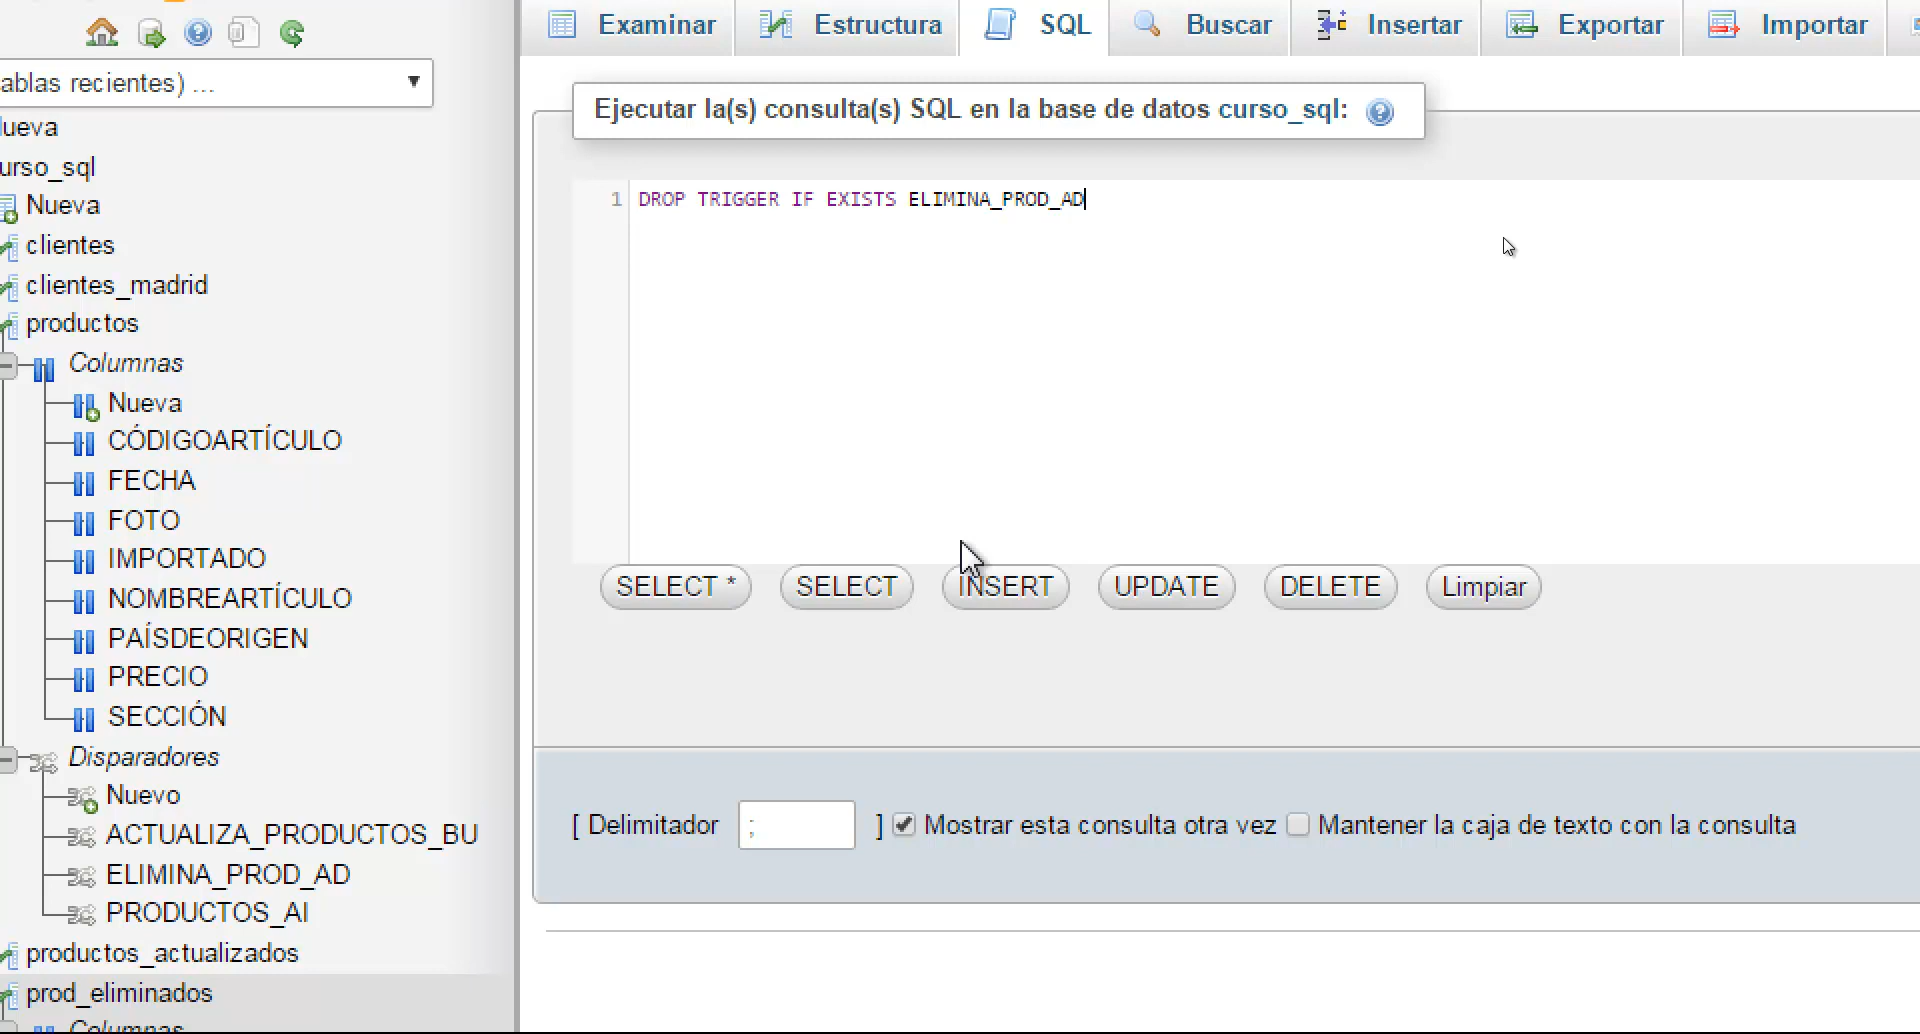 ablas recientes) ...
ueva
urso_sql
Nueva
clientes
clientes_madrid
productos
Columnas
Nueva
CÓDIGOARTÍCULO
FECHA
FOTO
IMPORTADO
NOMBREARTÍCULO
PAÍSDEORIGEN
PRECIO
SECCIÓN
Disparadores
Nuevo
ACTUALIZA_PRODUCTOS_BU
ELIMINA_PROD_AD
PRODUCTOS_AI
productos_actualizados
prod_eliminados
Columnas
Examinar Estructura SQL Buscar Insertar Exportar Importar
Ejecutar la(s) consulta(s) SQL en la base de datos curso_sql:
1 DROP TRIGGER IF EXISTS ELIMINA_PROD_AD
SELECT * SELECT INSERT UPDATE DELETE Limpiar
[ Delimitador ; ] Mostrar esta consulta otra vez Mantener la caja de texto con la consulta